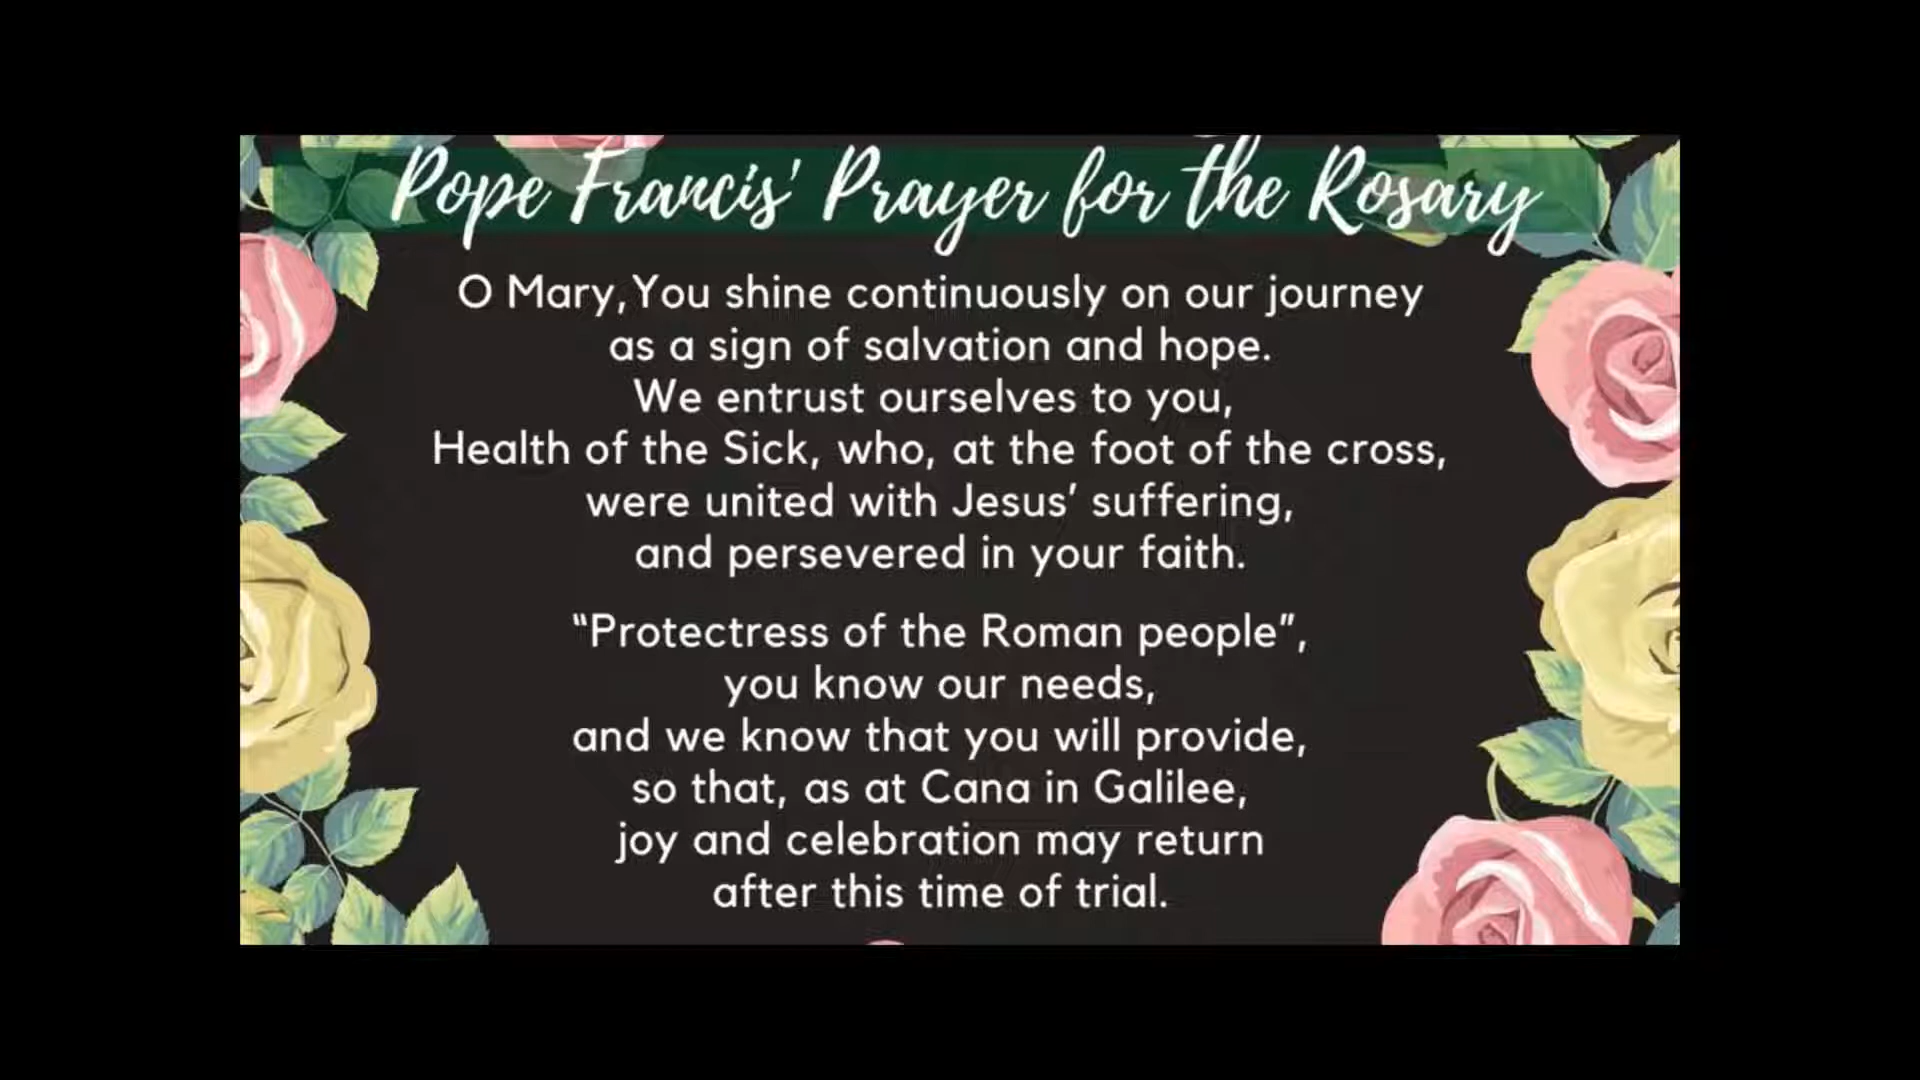 Pope Francis' Prayer for the Rosary
O Mary,You shine continuously on our journey
as a sign of salvation and hope.
We entrust ourselves to you,
Health of the Sick, who, at the foot of the cross,
were united with Jesus’ suffering,
and persevered in your faith.
“Protectress of the Roman people”,
you know our needs,
and we know that you will provide,
so that, as at Cana in Galilee,
joy and celebration may return
after this time of trial.